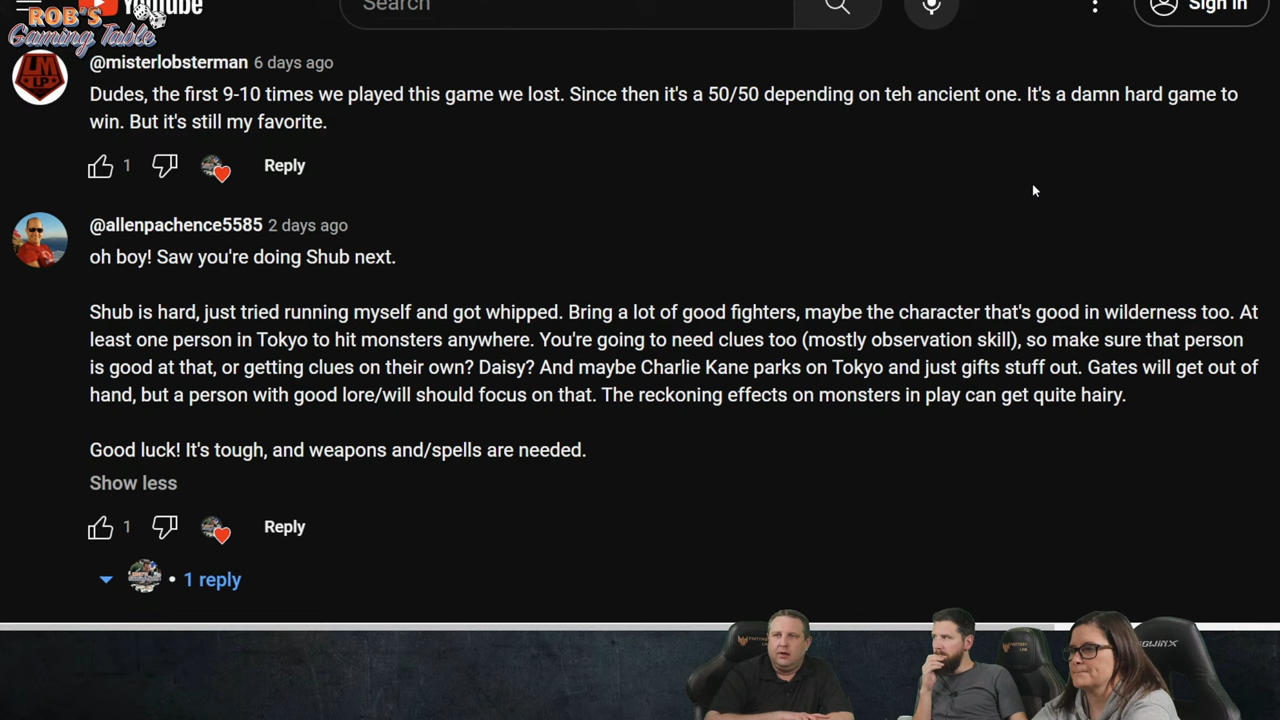 YouTube
ROB'S
Gaming Table
Search
Sign in
@misterlobsterman 6 days ago
Dudes, the first 9-10 times we played this game we lost. Since then it's a 50/50 depending on teh ancient one. It's a damn hard game to
win. But it's still my favorite.
1 Reply
@allenpachence5585 2 days ago
oh boy! Saw you're doing Shub next.
Shub is hard, just tried running myself and got whipped. Bring a lot of good fighters, maybe the character that's good in wilderness too. At
least one person in Tokyo to hit monsters anywhere. You're going to need clues too (mostly observation skill), so make sure that person
is good at that, or getting clues on their own? Daisy? And maybe Charlie Kane parks on Tokyo and just gifts stuff out. Gates will get out of
hand, but a person with good lore/will should focus on that. The reckoning effects on monsters in play can get quite hairy.
Good luck! It's tough, and weapons and/spells are needed.
Show less
1 Reply
• 1 reply